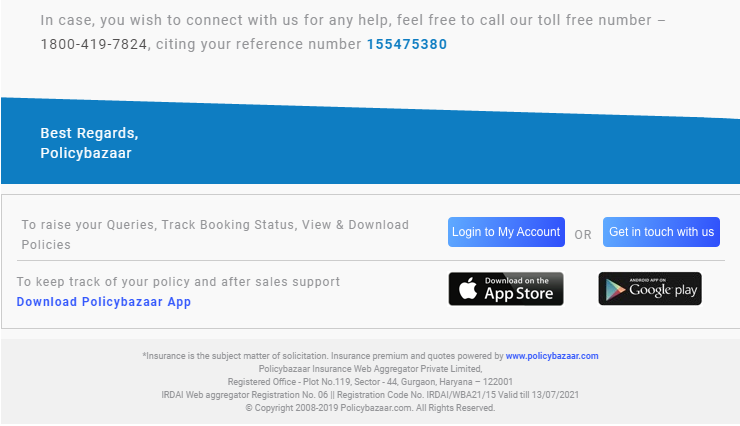 In case, you wish to connect with us for any help, feel free to call our toll free number –
1800-419-7824, citing your reference number 155475380
Best Regards,
Policybazaar
To raise your Queries, Track Booking Status, View & Download
Policies
Login to My Account
OR
Get in touch with us
To keep track of your policy and after sales support
Download Policybazaar App
Download on the
App Store
ANDROID APP ON
Google play
*Insurance is the subject matter of solicitation. Insurance premium and quotes powered by www.policybazaar.com
Policybazaar Insurance Web Aggregator Private Limited,
Registered Office - Plot No.119, Sector - 44, Gurgaon, Haryana – 122001
IRDAI Web aggregator Registration No. 06 || Registration Code No. IRDAI/WBA21/15 Valid till 13/07/2021
© Copyright 2008-2019 Policybazaar.com. All Rights Reserved.